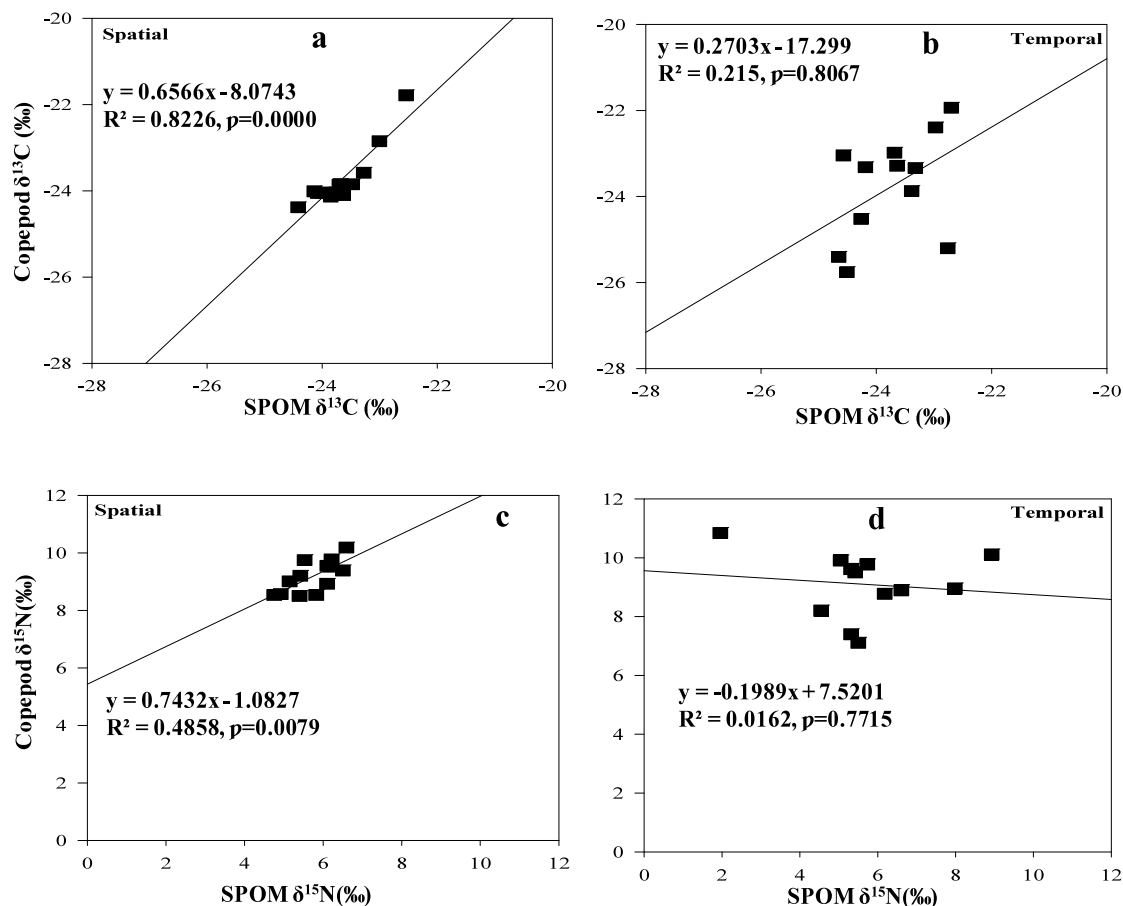 Spatial
a
y = 0.6566x - 8.0743
R² = 0.8226, p=0.0000
-20
-22
-24
-26
-28
-28
-26
-24
-22
-20
Copepod δ¹³C (‰)
SPOM δ¹³C (‰)
y = 0.2703x - 17.299
R² = 0.215, p=0.8067
b
Temporal
-20
-22
-24
-26
-28
-28
-26
-24
-22
-20
SPOM δ¹³C (‰)
Spatial
c
y = 0.7432x - 1.0827
R² = 0.4858, p=0.0079
12
10
8
6
4
2
0
0
2
4
6
8
10
12
Copepod δ¹⁵N(‰)
SPOM δ¹⁵N(‰)
d
Temporal
y = -0.1989x + 7.5201
R² = 0.0162, p=0.7715
12
10
8
6
4
2
0
0
2
4
6
8
10
12
SPOM δ¹⁵N(‰)